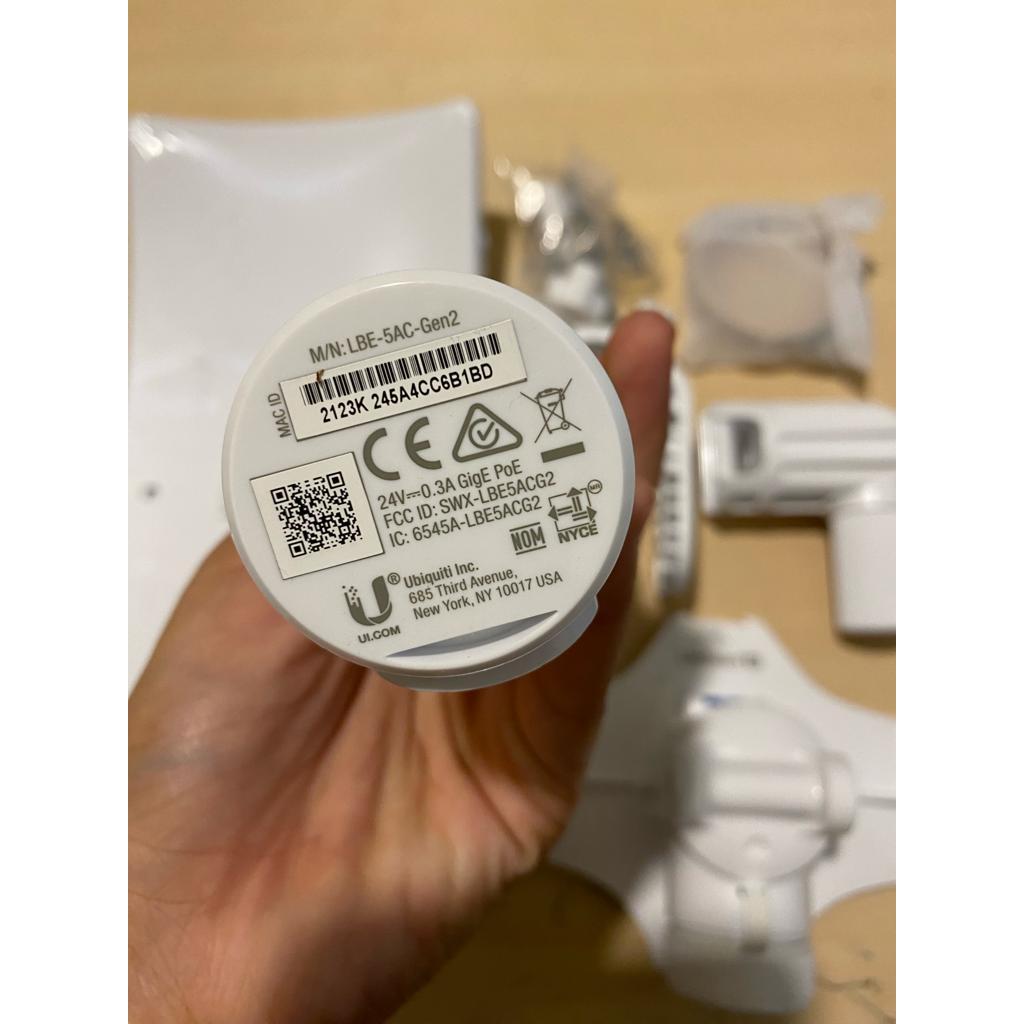 M/N: LBE-5AC-Gen2
MAC ID
2123K 245A4CC6B1BD
CE
24V⎓0.3A GigE PoE
FCC ID: SWX-LBE5ACG2
IC: 6545A-LBE5ACG2
NOM
NYCE
MR
U®
UI.COM
Ubiquiti Inc.
685 Third Avenue,
New York, NY 10017 USA